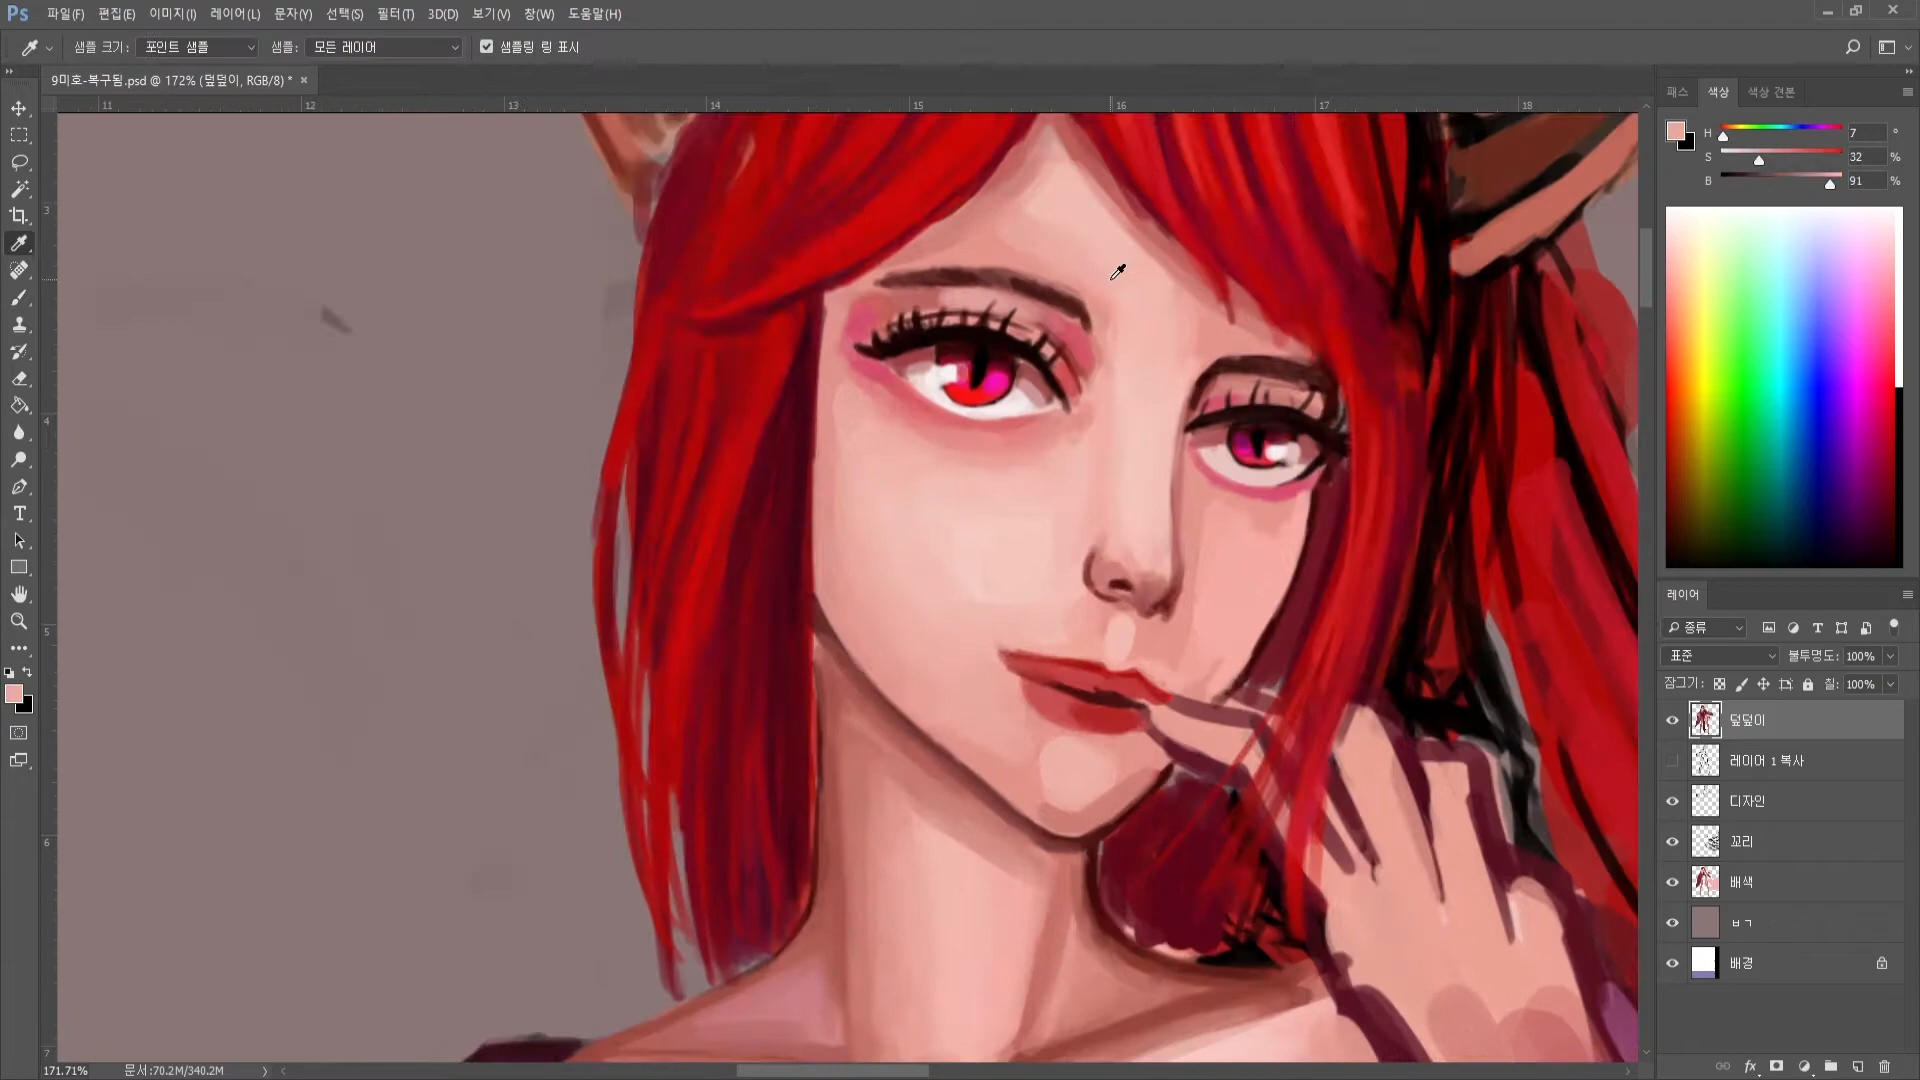 Ps 파일(F) 편집(E) 이미지(I) 레이어(L) 문자(Y) 선택(S) 필터(T) 3D(D) 보기(V) 창(W) 도움말(H)
샘플 크기: 포인트 샘플 샘플: 모든 레이어 샘플링 링 표시
9미호-복구됨.psd @ 172% (덮덮이, RGB/8) *
패스 색상 색상 견본
11 12 13 14 15 16 17 18
H 7 °
S 32 %
B 91 %
3
4
5
6
7
레이어
종류
표준 불투명도: 100%
잠그기: 칠: 100%
덮덮이
레이어 1 복사
디자인
꼬리
배색
ㅂㄱ
배경
171.71% 문서:70.2M/340.2M
fx